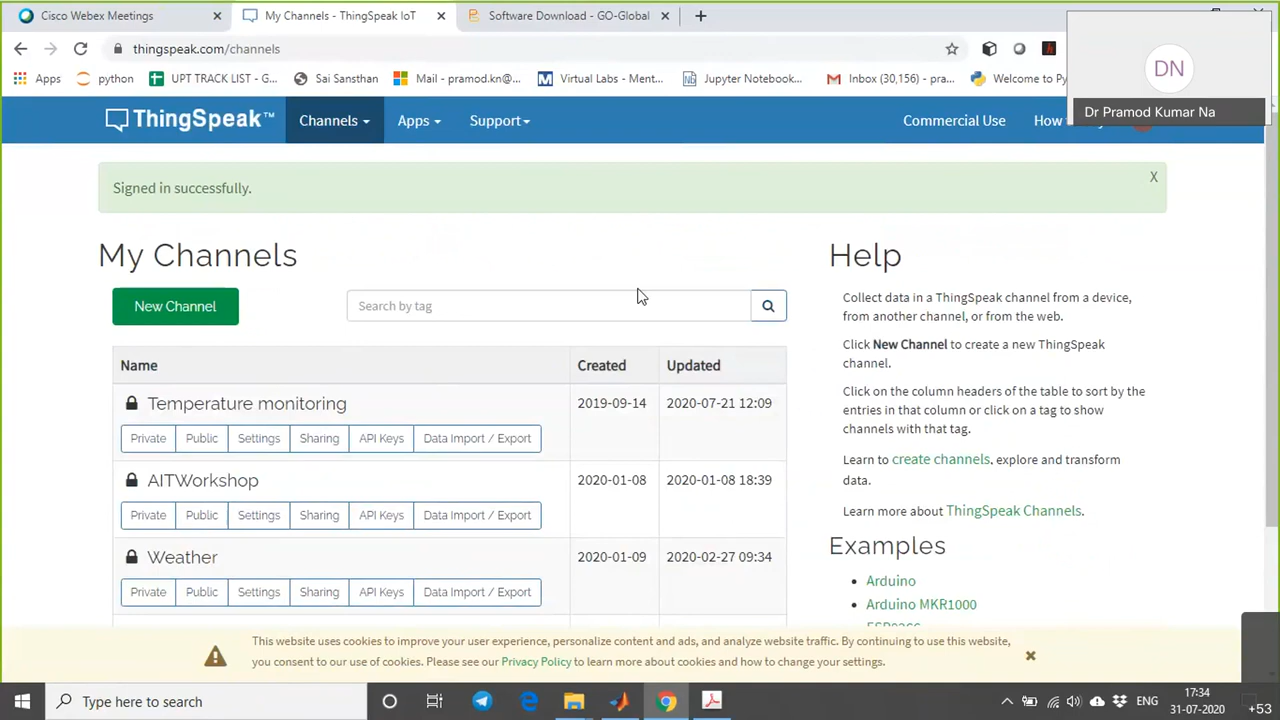 Cisco Webex Meetings
My Channels - ThingSpeak IoT
Software Download - GO-Global
thingspeak.com/channels
Apps
python
UPT TRACK LIST - G...
Sai Sansthan
Mail - pramod.kn@...
Virtual Labs - Ment...
Jupyter Notebook...
Inbox (30,156) - pra...
Welcome to Py
DN
Dr Pramod Kumar Na
ThingSpeak™
Channels
Apps
Support
Commercial Use
How
Signed in successfully.
X
My Channels
New Channel
Search by tag
Name
Created
Updated
Temperature monitoring
2019-09-14
2020-07-21 12:09
Private
Public
Settings
Sharing
API Keys
Data Import / Export
AITWorkshop
2020-01-08
2020-01-08 18:39
Private
Public
Settings
Sharing
API Keys
Data Import / Export
Weather
2020-01-09
2020-02-27 09:34
Private
Public
Settings
Sharing
API Keys
Data Import / Export
Help
Collect data in a ThingSpeak channel from a device,
from another channel, or from the web.
Click New Channel to create a new ThingSpeak
channel.
Click on the column headers of the table to sort by the
entries in that column or click on a tag to show
channels with that tag.
Learn to create channels, explore and transform
data.
Learn more about ThingSpeak Channels.
Examples
Arduino
Arduino MKR1000
This website uses cookies to improve your user experience, personalize content and ads, and analyze website traffic. By continuing to use this website,
you consent to our use of cookies. Please see our Privacy Policy to learn more about cookies and how to change your settings.
Type here to search
ENG
17:34
31-07-2020
+53